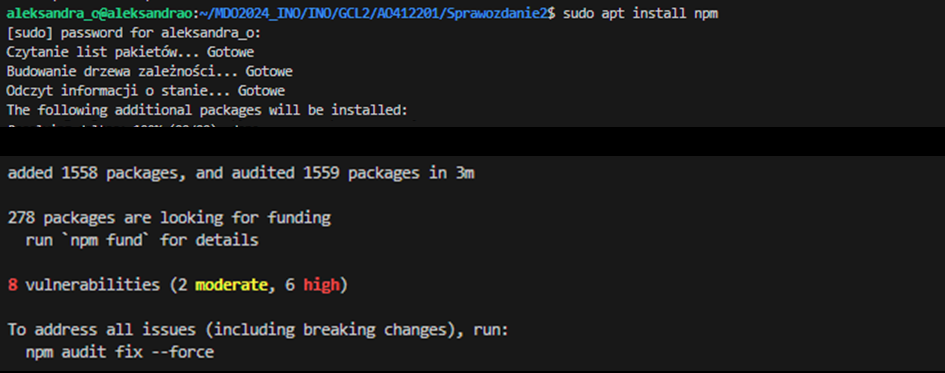 aleksandra_o@aleksandrao:~/MDO2024_INO/INO/GCL2/AO412201/Sprawozdanie2$ sudo apt install npm
[sudo] password for aleksandra_o:
Czytanie list pakietów... Gotowe
Budowanie drzewa zależności... Gotowe
Odczyt informacji o stanie... Gotowe
The following additional packages will be installed:
added 1558 packages, and audited 1559 packages in 3m
278 packages are looking for funding
run `npm fund` for details
8 vulnerabilities (2 moderate, 6 high)
To address all issues (including breaking changes), run:
npm audit fix --force